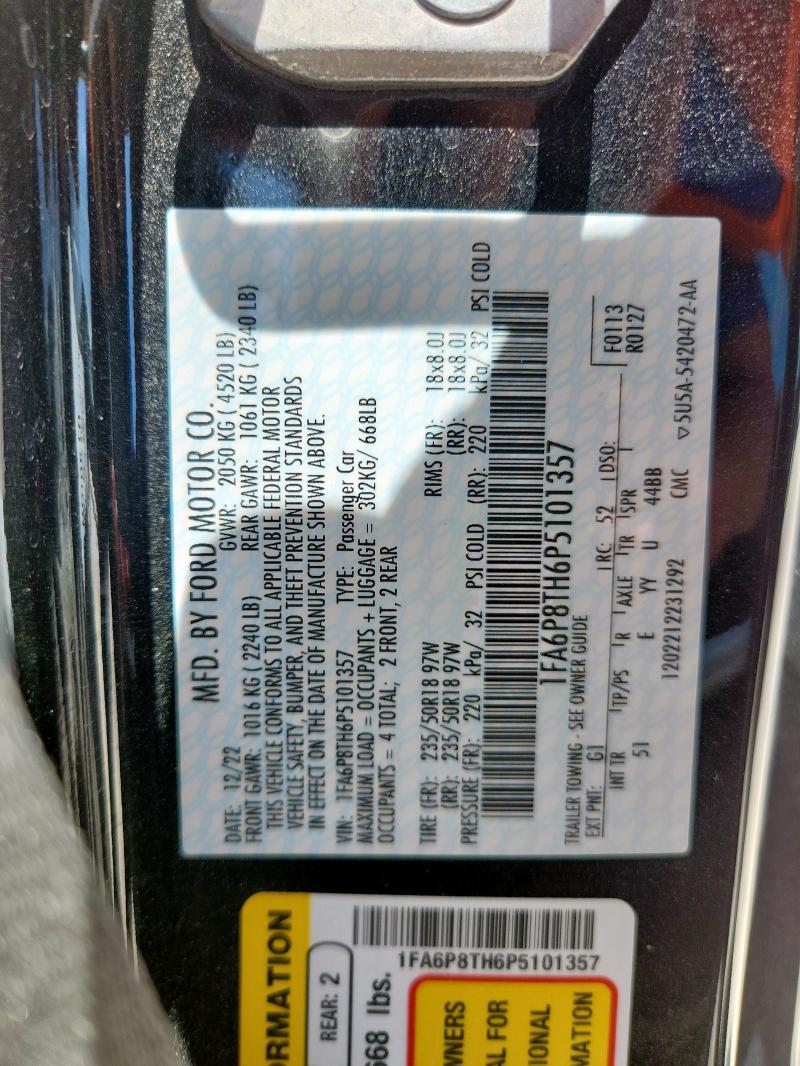 MFD. BY FORD MOTOR CO.
DATE: 12/22 GVWR: 2050 KG ( 4520 LB)
FRONT GAWR: 1016 KG ( 2240 LB) REAR GAWR: 1061 KG ( 2340 LB)
THIS VEHICLE CONFORMS TO ALL APPLICABLE FEDERAL MOTOR
VEHICLE SAFETY, BUMPER, AND THEFT PREVENTION STANDARDS
IN EFFECT ON THE DATE OF MANUFACTURE SHOWN ABOVE.
VIN: 1FA6P8TH6P5101357 TYPE: Passenger Car
MAXIMUM LOAD = OCCUPANTS + LUGGAGE = 302KG/ 668LB
OCCUPANTS = 4 TOTAL; 2 FRONT, 2 REAR
TIRE (FR): 235/50R18 97W RIMS (FR): 18x8.0J
(RR): 235/50R18 97W (RR): 18x8.0J
PRESSURE (FR): 220 kPa/ 32 PSI COLD (RR): 220 kPa/ 32 PSI COLD
1FA6P8TH6P5101357
TRAILER TOWING - SEE OWNER GUIDE
EXT PNT: G1 RC: 52 DSO: F0113
R0127
INT TR TP/PS R AXLE TR SPR
51 E YY U 44BB
1202212231292 CMC ▽5U5A-5420472-AA
RMATION
REAR: 2
668 lbs.
1FA6P8TH6P5101357
WNERS
AL FOR
IONAL
MATION